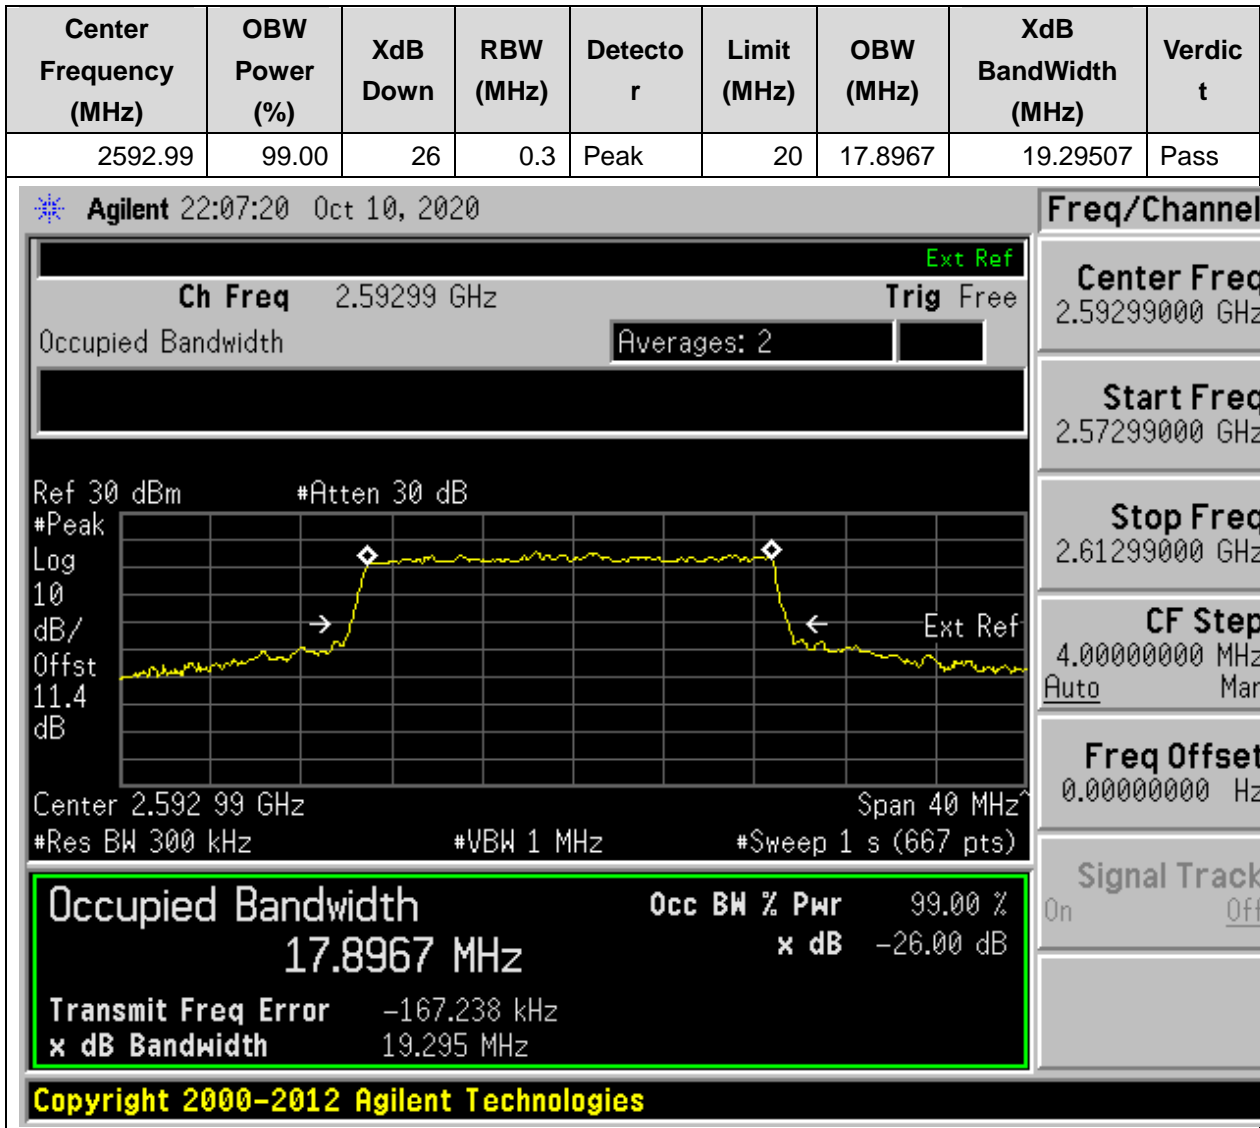 Center Frequency (MHz) OBW Power (%) XdB Down RBW (MHz) Detector Limit (MHz) OBW (MHz) XdB BandWidth (MHz) Verdict
2592.99 99.00 26 0.3 Peak 20 17.8967 19.29507 Pass
Agilent 22:07:20 Oct 10, 2020
Freq/Channel
Ext Ref
Ch Freq 2.59299 GHz Trig Free
Occupied Bandwidth Averages: 2
Center Freq
2.59299000 GHz
Start Freq
2.57299000 GHz
Stop Freq
2.61299000 GHz
CF Step
4.00000000 MHz
Auto Man
Freq Offset
0.00000000 Hz
Signal Track
On Off
Ref 30 dBm #Atten 30 dB
#Peak
Log
10
dB/
Offst
11.4
dB
Ext Ref
Center 2.592 99 GHz Span 40 MHz^
#Res BW 300 kHz #VBW 1 MHz #Sweep 1 s (667 pts)
Occupied Bandwidth Occ BW % Pwr 99.00 %
17.8967 MHz x dB -26.00 dB
Transmit Freq Error -167.238 kHz
x dB Bandwidth 19.295 MHz
Copyright 2000-2012 Agilent Technologies